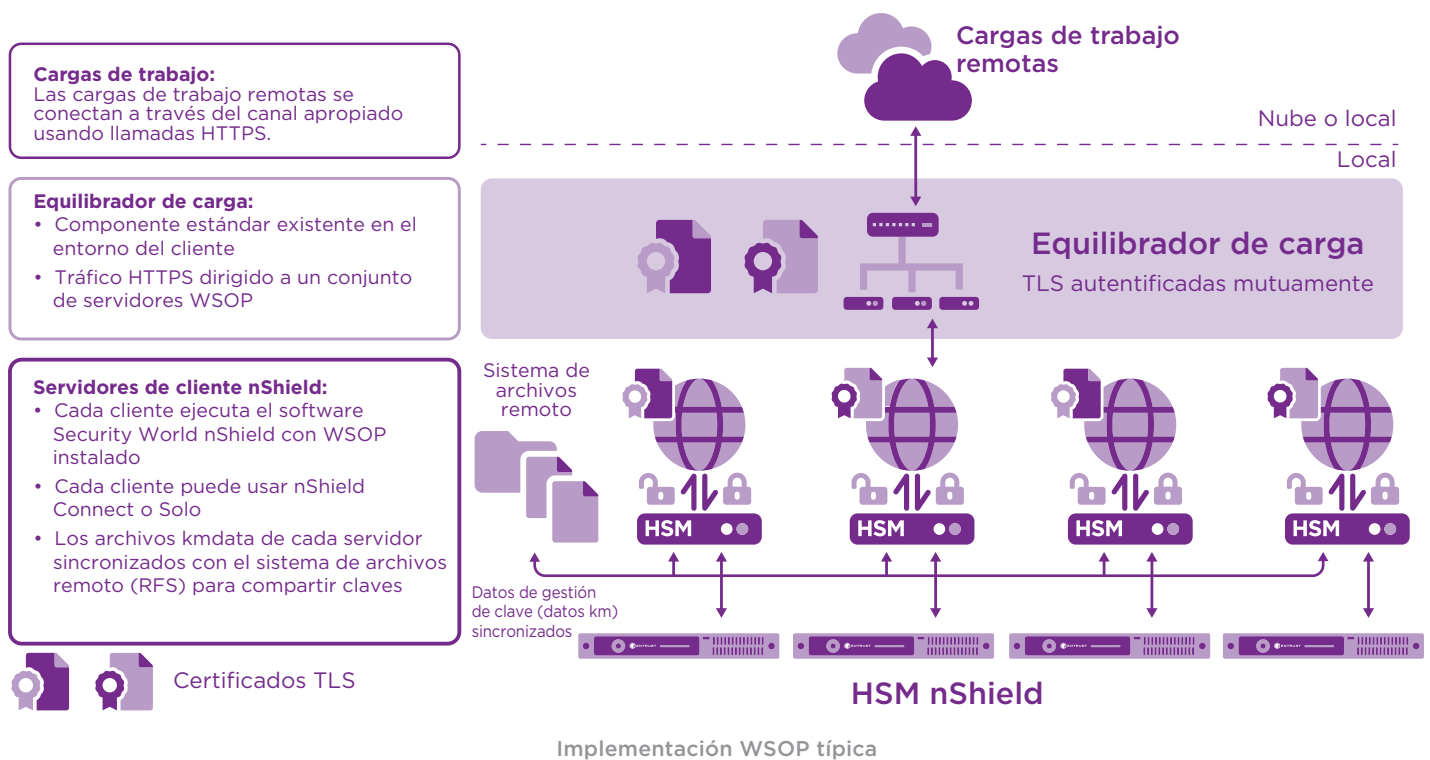 Cargas de trabajo:
Las cargas de trabajo remotas se
conectan a través del canal apropiado
usando llamadas HTTPS.
Cargas de trabajo
remotas
Nube o local
Local
Equilibrador de carga:
• Componente estándar existente en el
entorno del cliente
• Tráfico HTTPS dirigido a un conjunto
de servidores WSOP
Equilibrador de carga
TLS autentificadas mutuamente
Servidores de cliente nShield:
• Cada cliente ejecuta el software
Security World nShield con WSOP
instalado
• Cada cliente puede usar nShield
Connect o Solo
• Los archivos kmdata de cada servidor
sincronizados con el sistema de archivos
remoto (RFS) para compartir claves
Sistema de
archivos
remoto
HSM
HSM
HSM
HSM
Datos de gestión
de clave (datos km)
sincronizados
ENTRUST
ENTRUST
ENTRUST
ENTRUST
Certificados TLS
HSM nShield
Implementación WSOP típica